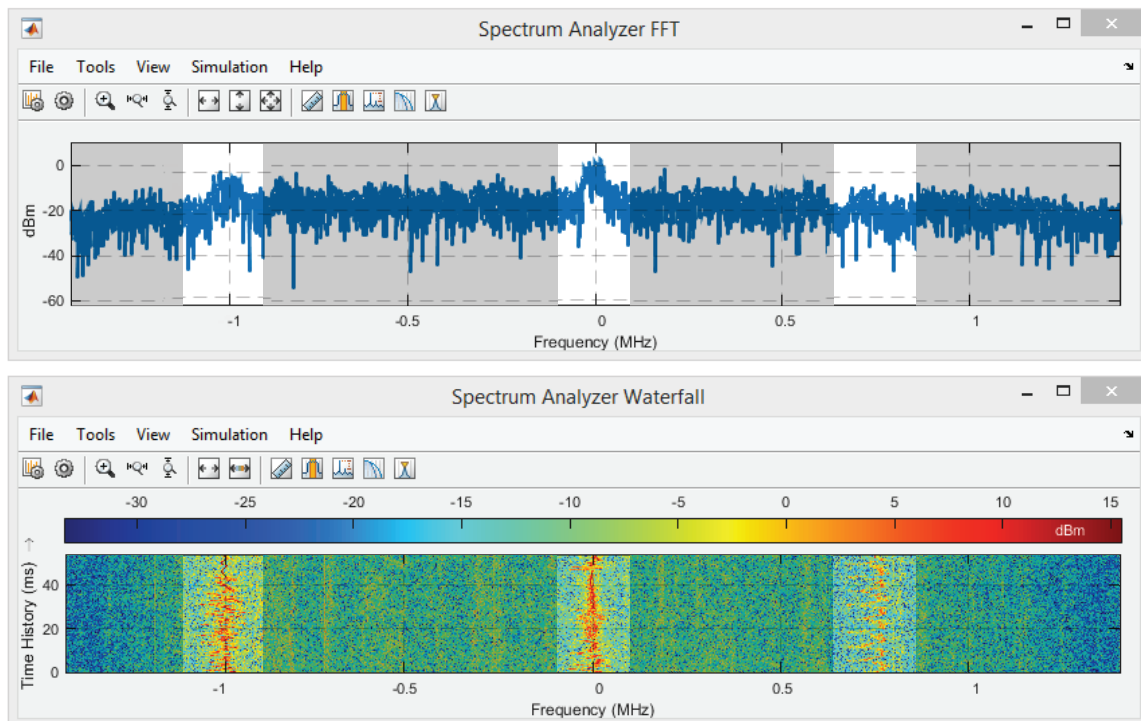 Spectrum Analyzer FFT
File Tools View Simulation Help
0
-20
-40
-60
dBm
-1 -0.5 0 0.5 1
Frequency (MHz)
Spectrum Analyzer Waterfall
File Tools View Simulation Help
-30 -25 -20 -15 -10 -5 0 5 10 15
dBm
40
20
0
Time History (ms)
-1 -0.5 0 0.5 1
Frequency (MHz)